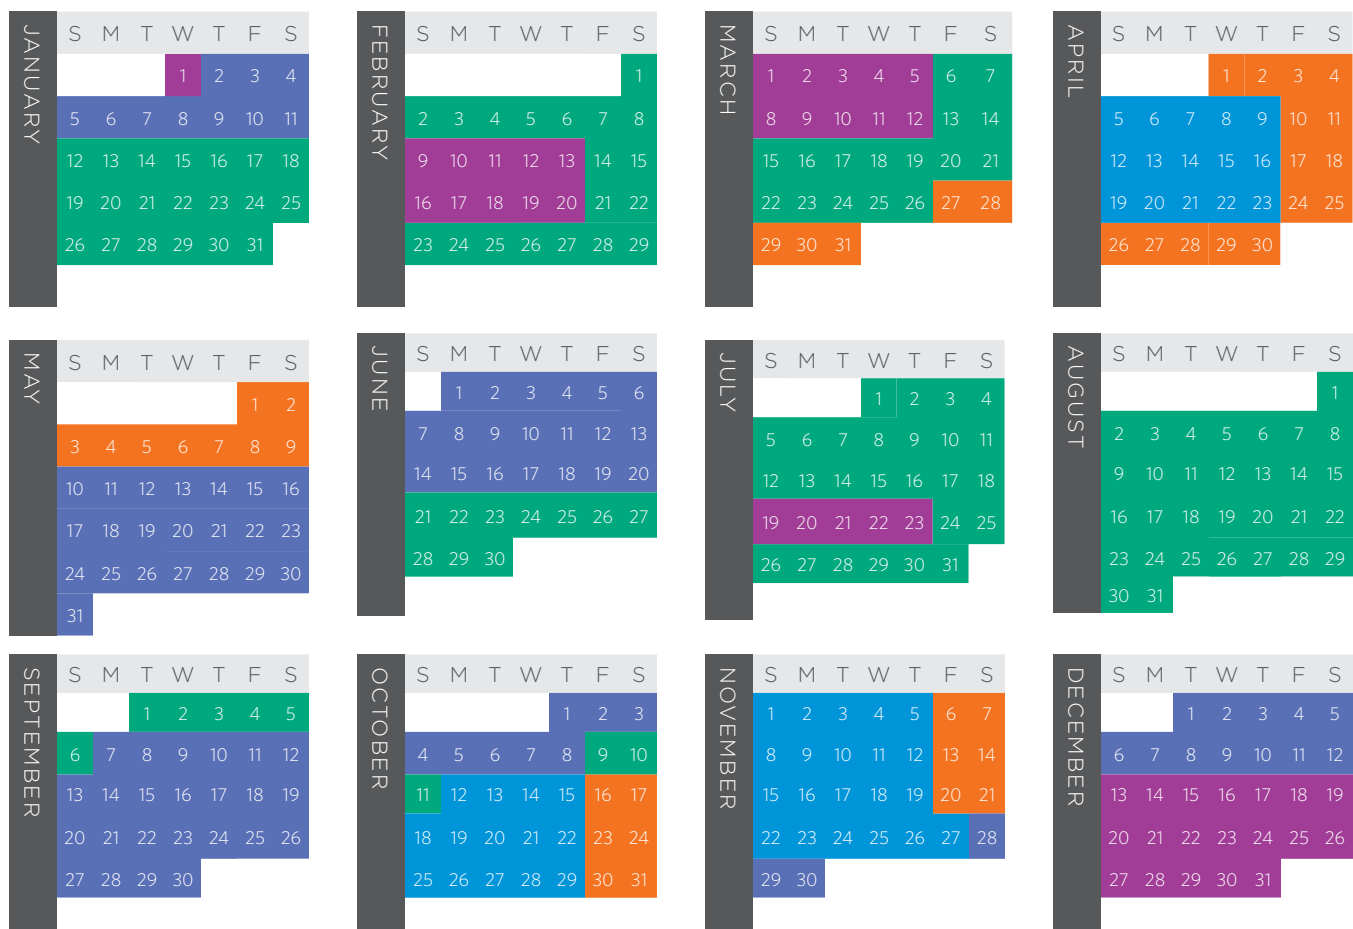 JANUARY
S M T W T F S
1 2 3 4
5 6 7 8 9 10 11
12 13 14 15 16 17 18
19 20 21 22 23 24 25
26 27 28 29 30 31
FEBRUARY
S M T W T F S
1
2 3 4 5 6 7 8
9 10 11 12 13 14 15
16 17 18 19 20 21 22
23 24 25 26 27 28 29
MARCH
S M T W T F S
1 2 3 4 5 6 7
8 9 10 11 12 13 14
15 16 17 18 19 20 21
22 23 24 25 26 27 28
29 30 31
APRIL
S M T W T F S
1 2 3 4
5 6 7 8 9 10 11
12 13 14 15 16 17 18
19 20 21 22 23 24 25
26 27 28 29 30
MAY
S M T W T F S
1 2
3 4 5 6 7 8 9
10 11 12 13 14 15 16
17 18 19 20 21 22 23
24 25 26 27 28 29 30
31
JUNE
S M T W T F S
1 2 3 4 5 6
7 8 9 10 11 12 13
14 15 16 17 18 19 20
21 22 23 24 25 26 27
28 29 30
JULY
S M T W T F S
1 2 3 4
5 6 7 8 9 10 11
12 13 14 15 16 17 18
19 20 21 22 23 24 25
26 27 28 29 30 31
AUGUST
S M T W T F S
1
2 3 4 5 6 7 8
9 10 11 12 13 14 15
16 17 18 19 20 21 22
23 24 25 26 27 28 29
30 31
SEPTEMBER
S M T W T F S
1 2 3 4 5
6 7 8 9 10 11 12
13 14 15 16 17 18 19
20 21 22 23 24 25 26
27 28 29 30
OCTOBER
S M T W T F S
1 2 3
4 5 6 7 8 9 10
11 12 13 14 15 16 17
18 19 20 21 22 23 24
25 26 27 28 29 30 31
NOVEMBER
S M T W T F S
1 2 3 4 5 6 7
8 9 10 11 12 13 14
15 16 17 18 19 20 21
22 23 24 25 26 27 28
29 30
DECEMBER
S M T W T F S
1 2 3 4 5
6 7 8 9 10 11 12
13 14 15 16 17 18 19
20 21 22 23 24 25 26
27 28 29 30 31